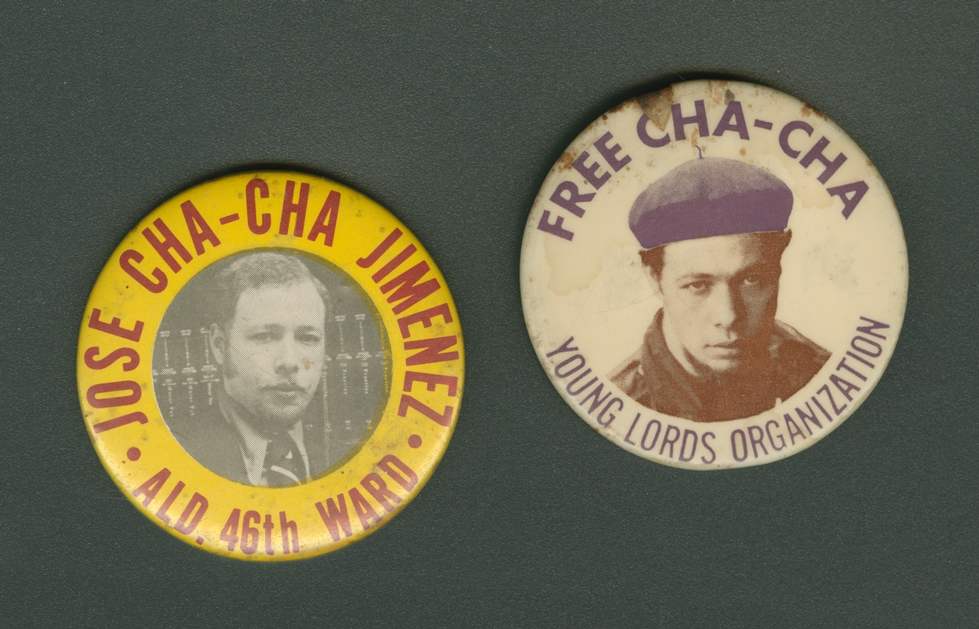 JOSE CHA-CHA JIMENEZ
• ALD. 46th WARD •
FREE CHA-CHA
YOUNG LORDS ORGANIZATION